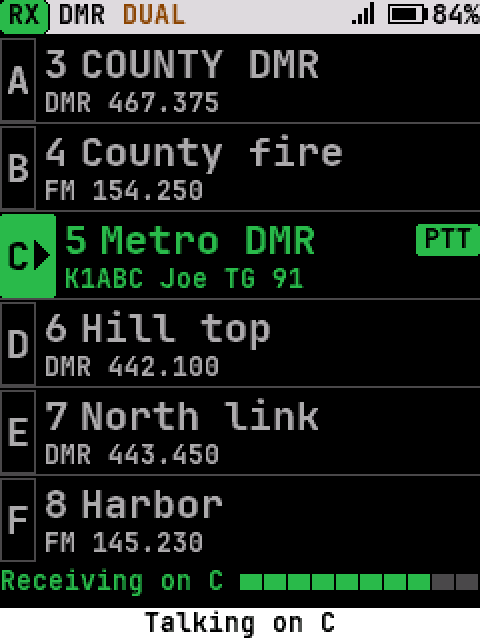 RX DMR DUAL 84%
A 3 COUNTY DMR
DMR 467.375
B 4 County fire
FM 154.250
C 5 Metro DMR PTT
K1ABC Joe TG 91
D 6 Hill top
DMR 442.100
E 7 North link
DMR 443.450
F 8 Harbor
FM 145.230
Receiving on C
Talking on C